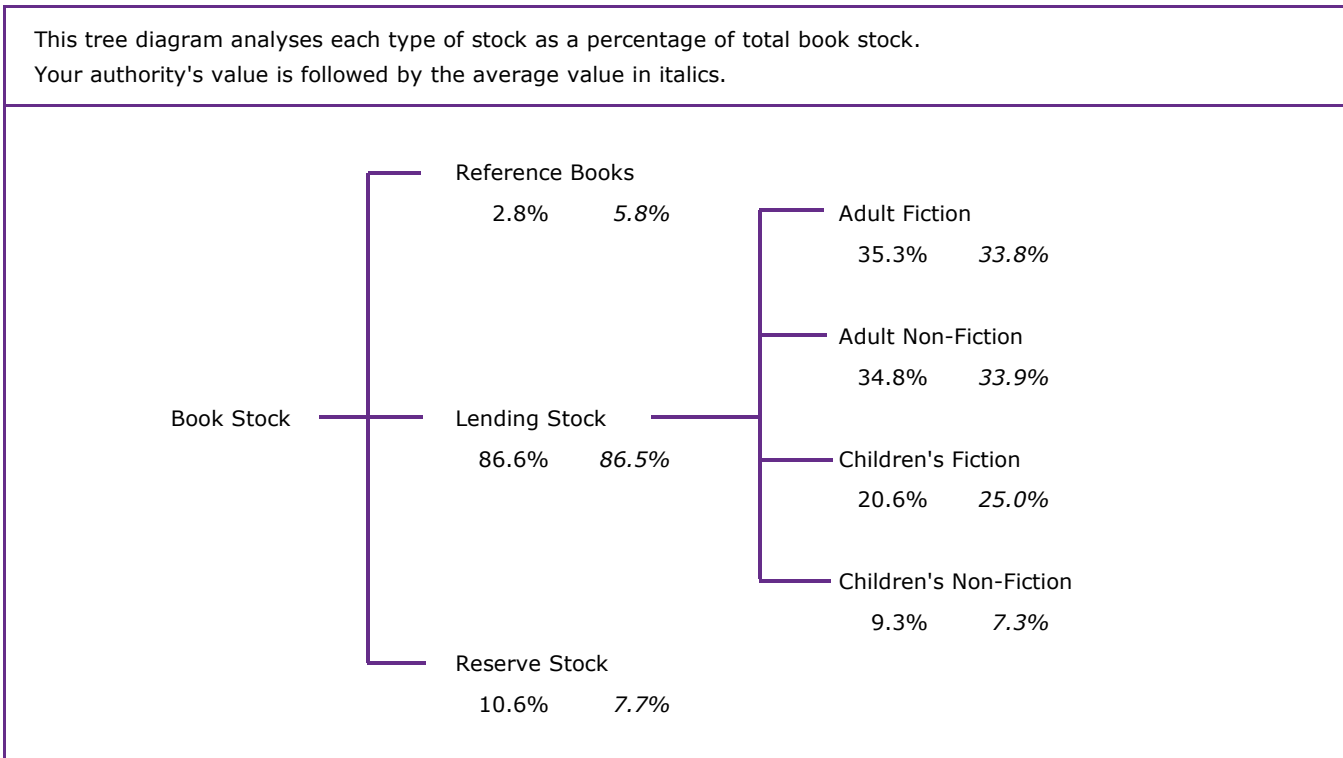 This tree diagram analyses each type of stock as a percentage of total book stock.
Your authority's value is followed by the average value in italics.
Reference Books
2.8% 5.8%
Adult Fiction
35.3% 33.8%
Adult Non-Fiction
34.8% 33.9%
Book Stock
Lending Stock
86.6% 86.5%
Children's Fiction
20.6% 25.0%
Children's Non-Fiction
9.3% 7.3%
Reserve Stock
10.6% 7.7%